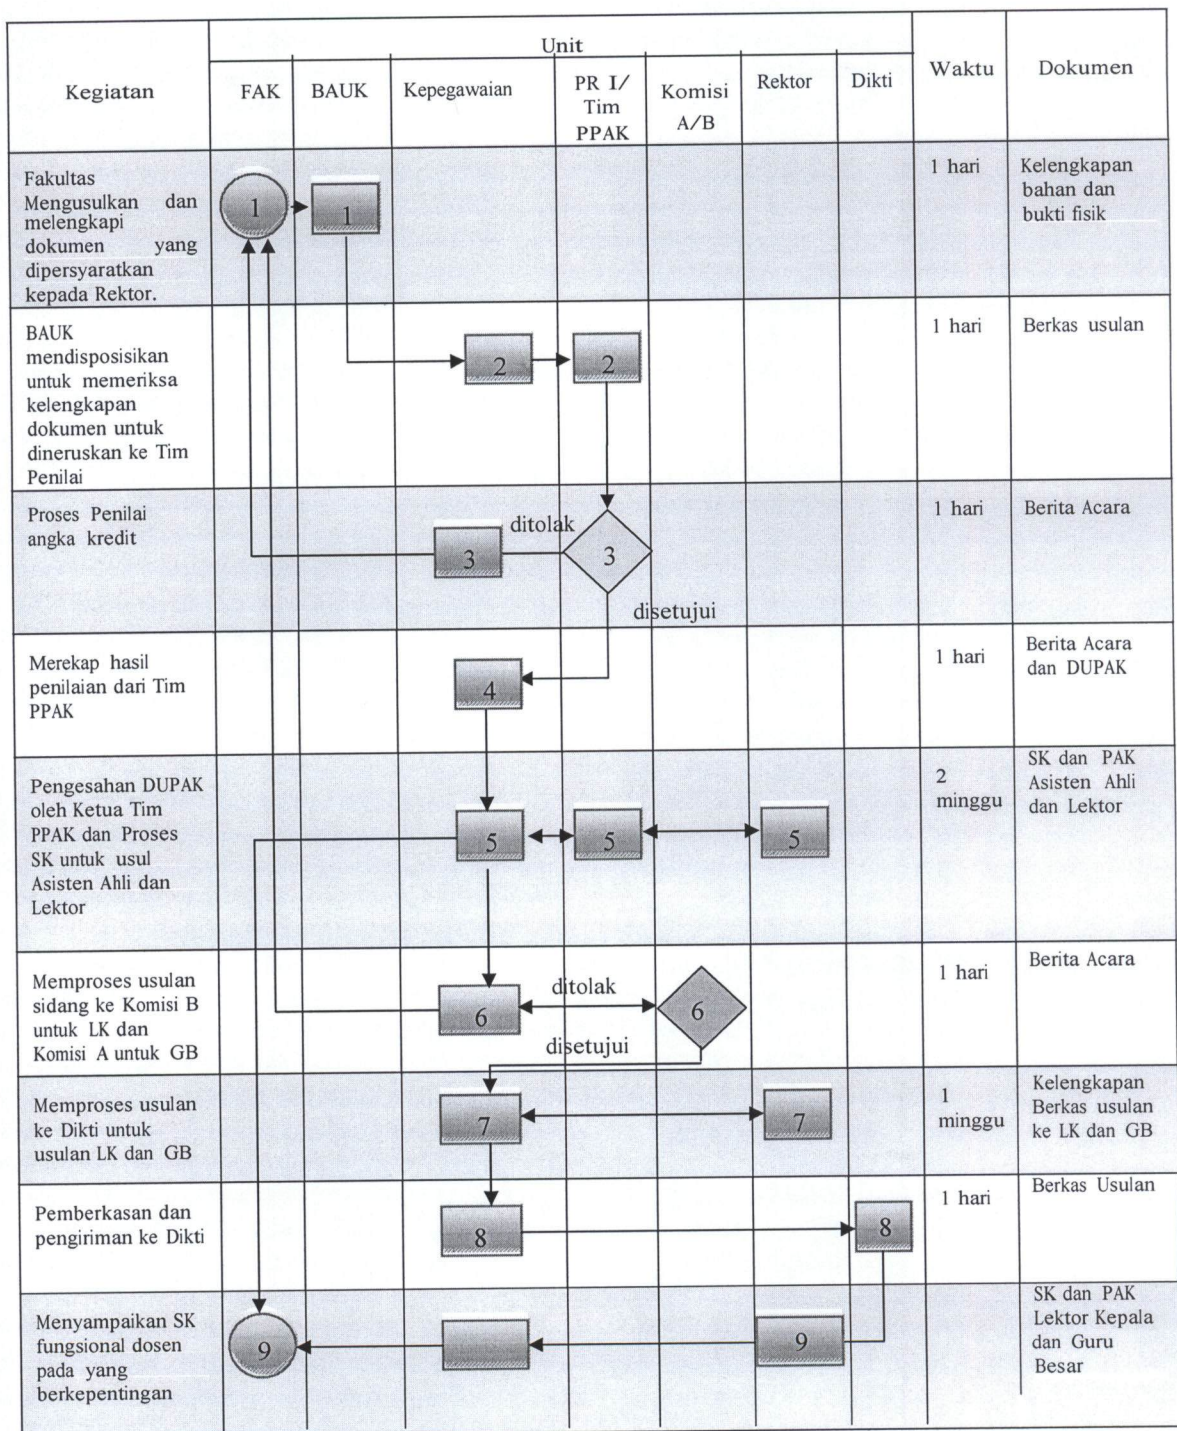 Kegiatan
Unit
FAK
BAUK
Kepegawaian
PR I/
Tim
PPAK
Komisi
A/B
Rektor
Dikti
Waktu
Dokumen
Fakultas
Mengusulkan dan
melengkapi
dokumen yang
dipersyaratkan
kepada Rektor.
1
1
1 hari
Kelengkapan
bahan dan
bukti fisik
BAUK
mendisposisikan
untuk memeriksa
kelengkapan
dokumen untuk
dineruskan ke Tim
Penilai
2
2
1 hari
Berkas usulan
Proses Penilai
angka kredit
3
ditolak
3
disetujui
1 hari
Berita Acara
Merekap hasil
penilaian dari Tim
PPAK
4
1 hari
Berita Acara
dan DUPAK
Pengesahan DUPAK
oleh Ketua Tim
PPAK dan Proses
SK untuk usul
Asisten Ahli dan
Lektor
5
5
5
2
minggu
SK dan PAK
Asisten Ahli
dan Lektor
Memproses usulan
sidang ke Komisi B
untuk LK dan
Komisi A untuk GB
6
ditolak
6
disetujui
1 hari
Berita Acara
Memproses usulan
ke Dikti untuk
usulan LK dan GB
7
7
1
minggu
Kelengkapan
Berkas usulan
ke LK dan GB
Pemberkasan dan
pengiriman ke Dikti
8
8
1 hari
Berkas Usulan
Menyampaikan SK
fungsional dosen
pada yang
berkepentingan
9
9
SK dan PAK
Lektor Kepala
dan Guru
Besar